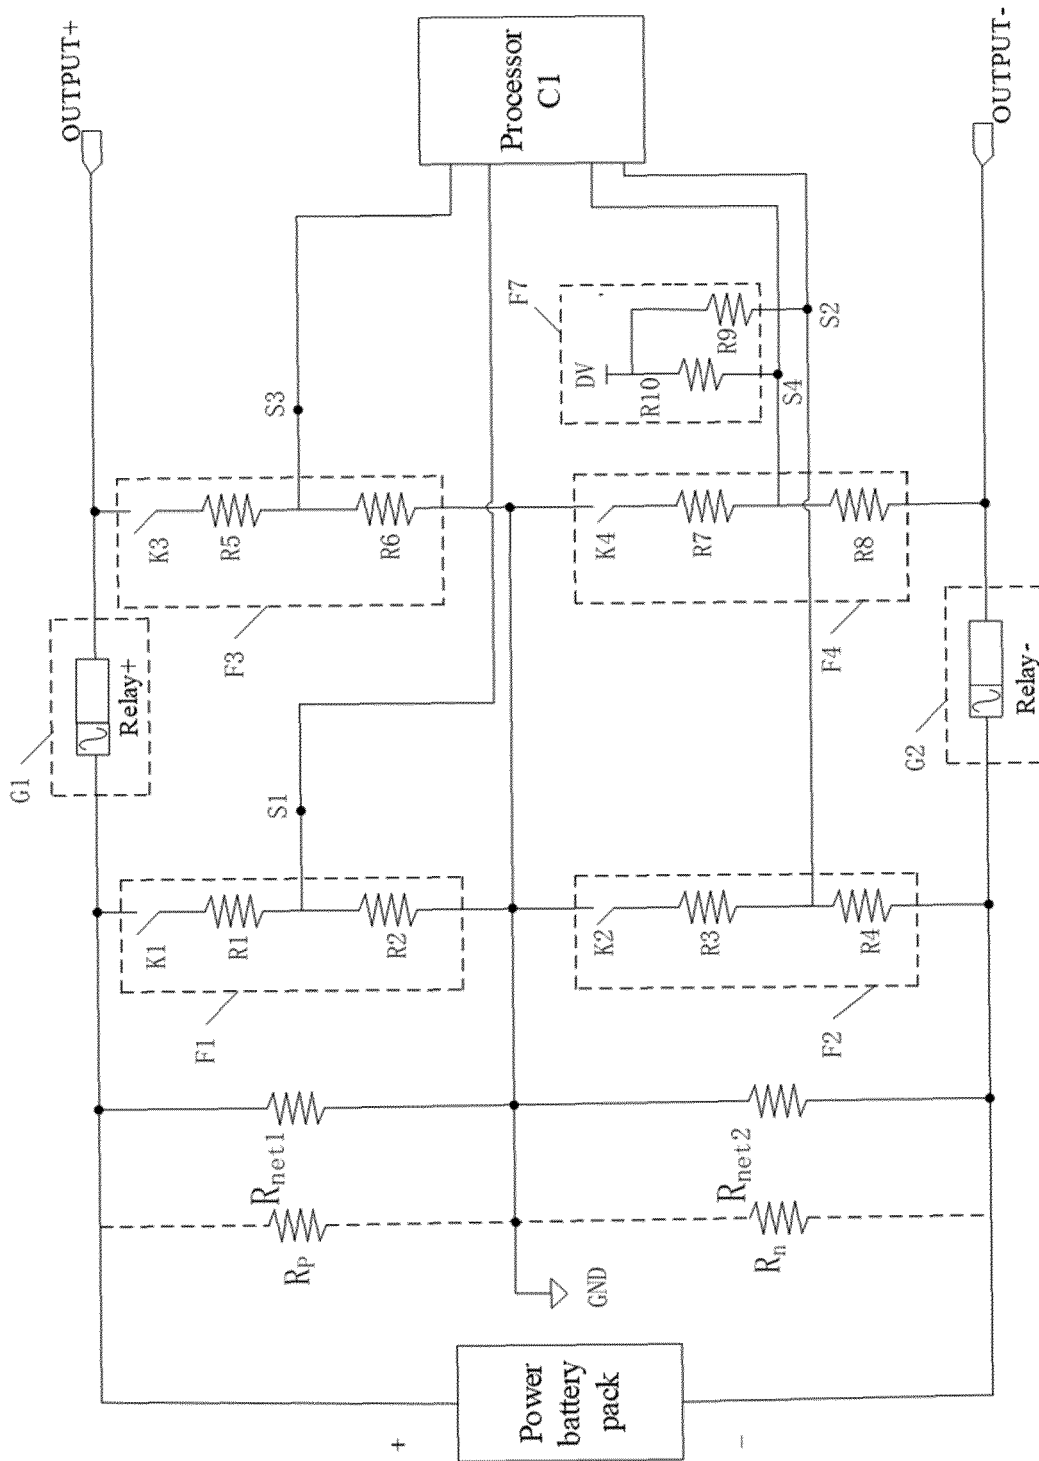 OUTPUT+
OUTPUT-
Processor
C1
F7
DV
R9
R10
S3
S4
S2
K3
R5
R6
F3
K4
R7
R8
F4
G1
Relay+
G2
Relay-
S1
K1
R1
R2
F1
K2
R3
R4
F2
Rnet1
Rnet2
Rp
Rn
GND
+
Power
battery
pack
-